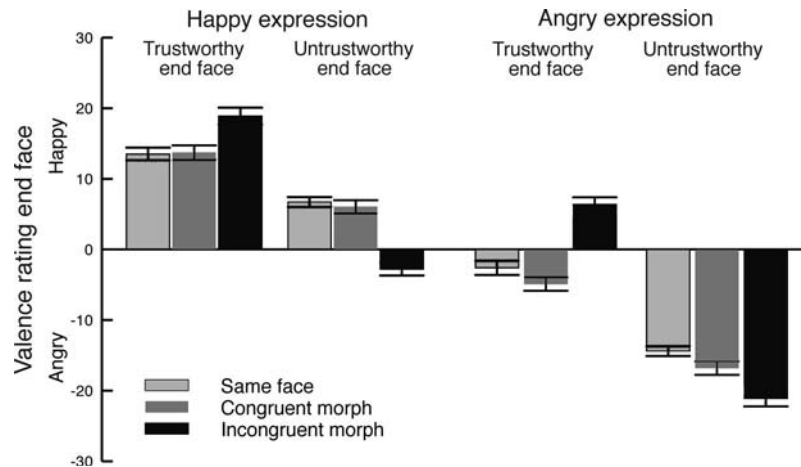 Happy expression
Angry expression
Trustworthy
end face
Untrustworthy
end face
Trustworthy
end face
Untrustworthy
end face
Valence rating end face
Happy
Angry
30
20
10
0
-10
-20
-30
Same face
Congruent morph
Incongruent morph